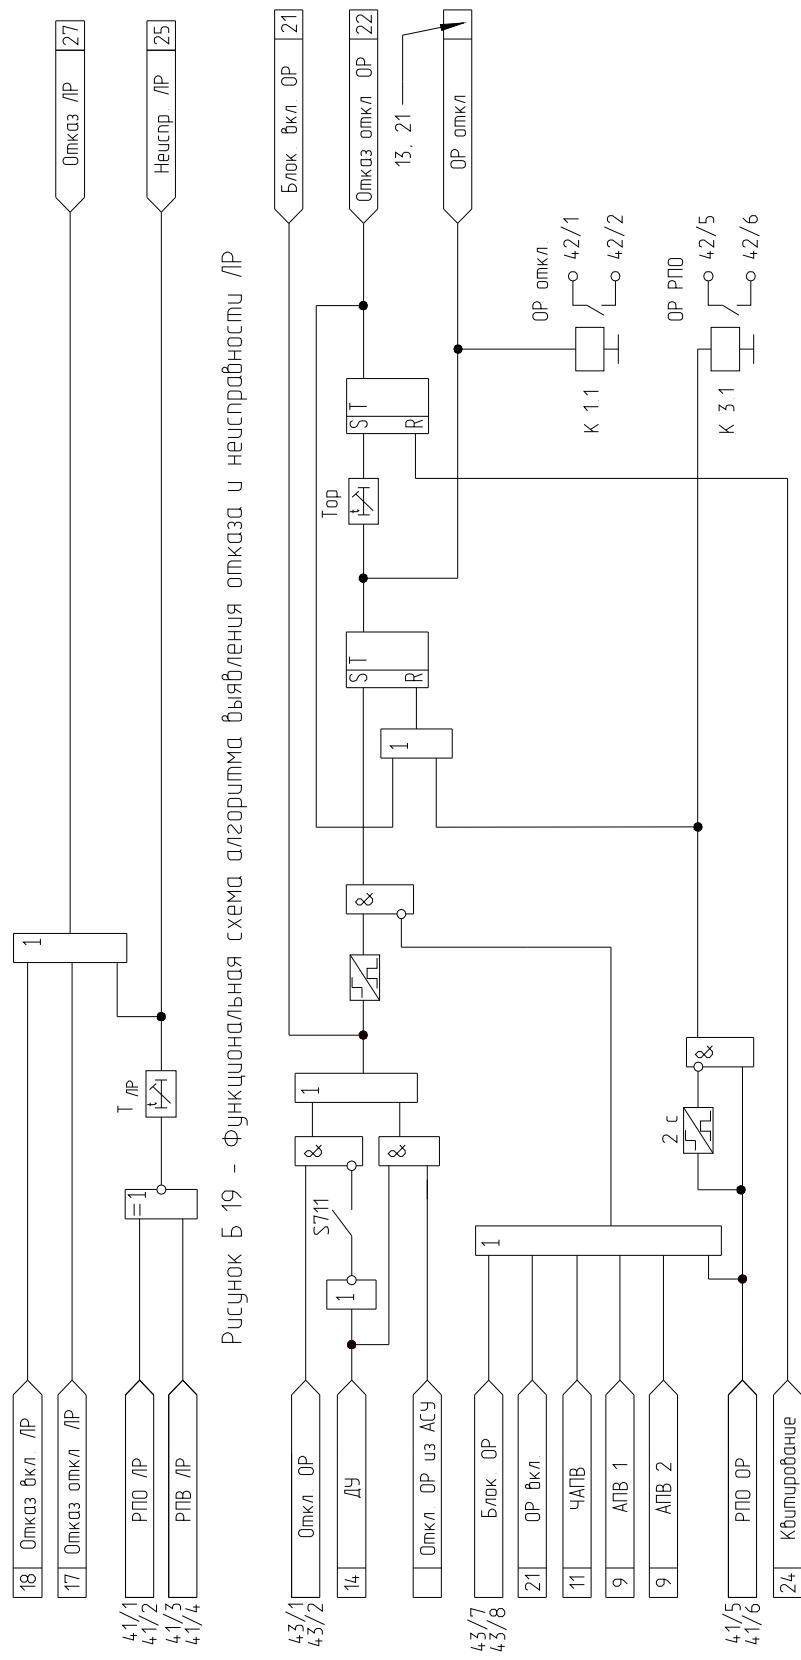 18 Отказ вкл. ЛР
17 Отказ откл ЛР
41/1
41/2
РПО ЛР
41/3
41/4
РПВ ЛР
=1
T ЛР
t
1
Отказ ЛР 27
Неиспр. ЛР 25
Рисунок Б 19 - Функциональная схема алгоритма выявления отказа и неисправности ЛР
43/1
43/2
Откл. ОР
14 ДУ
Откл. ОР из АСУ
1
S711
&
&
1
&
1
S T
R
Тор
t
S T
R
Блок. вкл. ОР 21
Отказ откл ОР 22
ОР откл
13, 21
43/7
43/8
Блок. ОР
21 ОР вкл.
11 ЧАПВ
9 АПВ 1
9 АПВ 2
1
41/5
41/6
РПО ОР
2 с
&
24 Квитирование
К 1.1
ОР откл.
42/1
42/2
К 3.1
ОР РПО
42/5
42/6